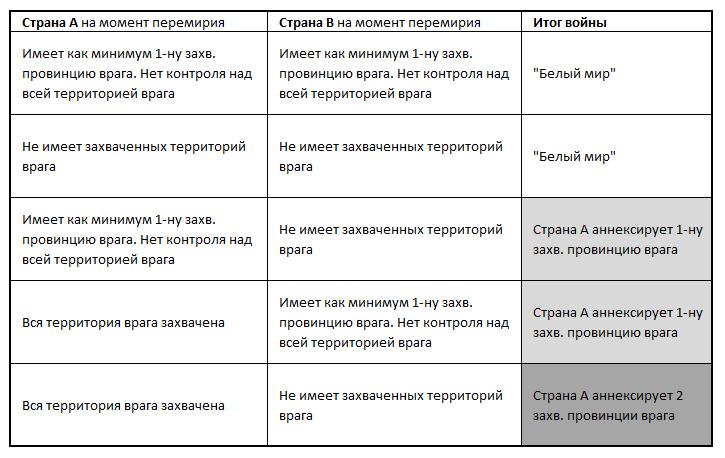 Страна А на момент перемирия
Страна В на момент перемирия
Итог войны
Имеет как минимум 1-ну захв.
провинцию врага. Нет контроля над
всей территорией врага
Имеет как минимум 1-ну захв.
провинцию врага. Нет контроля над
всей территорией врага
"Белый мир"
Не имеет захваченных территорий
врага
Не имеет захваченных территорий
врага
"Белый мир"
Имеет как минимум 1-ну захв.
провинцию врага. Нет контроля над
всей территорией врага
Не имеет захваченных территорий
врага
Страна А аннексирует 1-ну
захв. провинцию врага
Вся территория врага захвачена
Имеет как минимум 1-ну захв.
провинцию врага. Нет контроля над
всей территорией врага
Страна А аннексирует 1-ну
захв. провинцию врага
Вся территория врага захвачена
Не имеет захваченных территорий
врага
Страна А аннексирует 2
захв. провинции врага